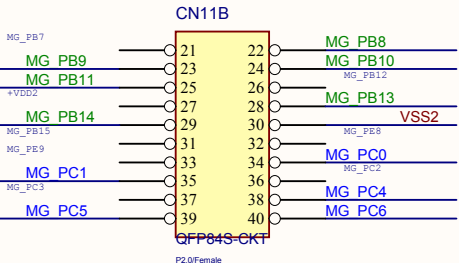 CN11B
MG_PB7
21 22 MG_PB8
MG_PB9 23 24 MG_PB10
MG_PB11 25 26 MG_PB12
+VDD2 27 28 MG_PB13
MG_PB14 29 30 VSS2
MG_PB15 31 32 MG_PE8
MG_PE9 33 34 MG_PC0
MG_PC1 35 36 MG_PC2
MG_PC3 37 38 MG_PC4
MG_PC5 39 40 MG_PC6
QFP84S-CKT
P2.0/Female